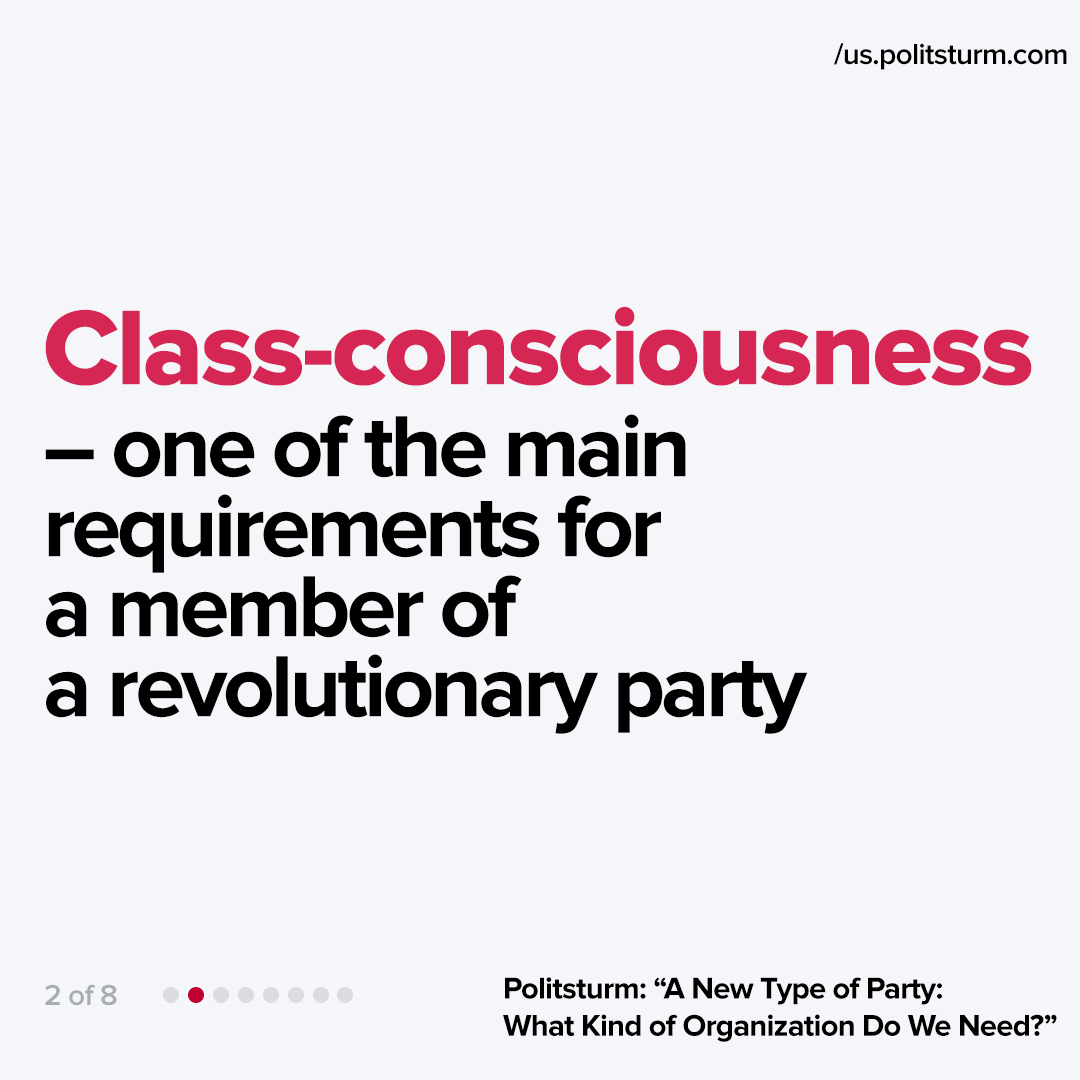 /us.politsturm.com
Class-consciousness
– one of the main
requirements for
a member of
a revolutionary party
2 of 8
Politsturm: “A New Type of Party:
What Kind of Organization Do We Need?”